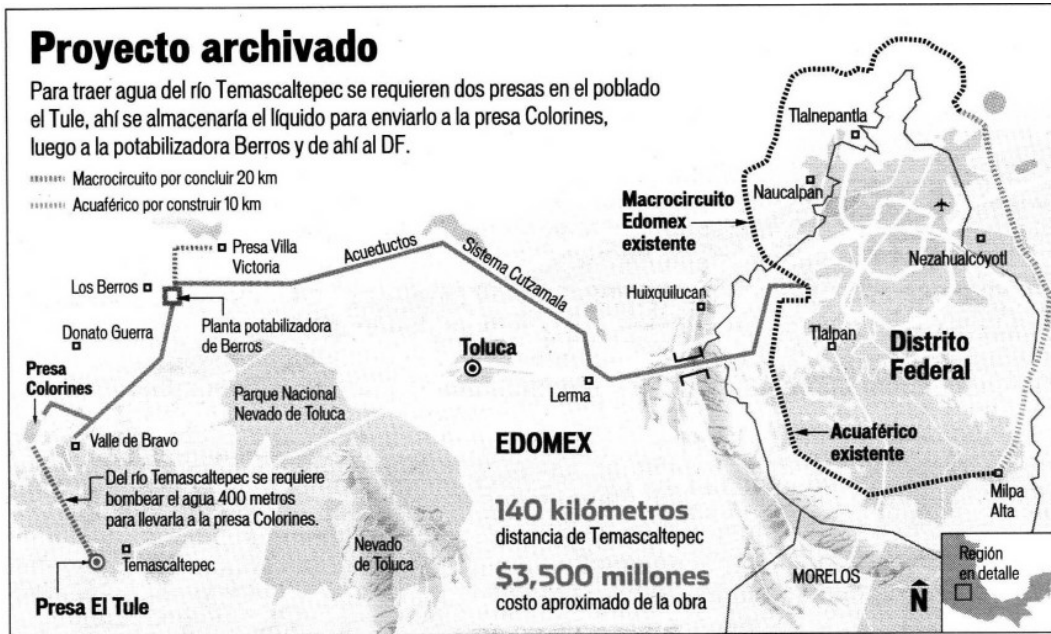 Proyecto archivado
Para traer agua del río Temascaltepec se requieren dos presas en el poblado
el Tule, ahí se almacenaría el líquido para enviarlo a la presa Colorines,
luego a la potabilizadora Berros y de ahí al DF.
Macrocircuito por concluir 20 km
Acuaférico por construir 10 km
Tlalnepantla
Naucalpan
Macrocircuito
Edomex
existente
Nezahualcóyotl
Presa Villa
Victoria
Acueductos
Sistema Cutzamala
Los Berros
Planta potabilizadora
de Berros
Huixquilucan
Donato Guerra
Toluca
Tlalpan
Distrito
Federal
Presa
Colorines
Parque Nacional
Nevado de Toluca
Lerma
Valle de Bravo
EDOMEX
Acuaférico
existente
Del río Temascaltepec se requiere
bombear el agua 400 metros
para llevarla a la presa Colorines.
Milpa
Alta
140 kilómetros
distancia de Temascaltepec
Temascaltepec
Nevado
de Toluca
$3,500 millones
costo aproximado de la obra
MORELOS
Región
en detalle
N
Presa El Tule